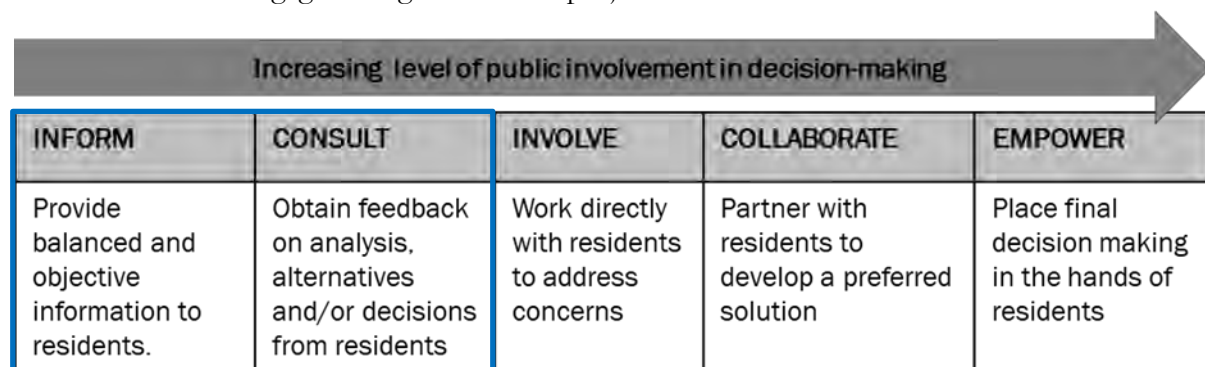 Increasing level of public involvement in decision-making
INFORM
CONSULT
INVOLVE
COLLABORATE
EMPOWER
Provide
balanced and
objective
information to
residents.
Obtain feedback
on analysis,
alternatives
and/or decisions
from residents
Work directly
with residents
to address
concerns
Partner with
residents to
develop a preferred
solution
Place final
decision making
in the hands of
residents